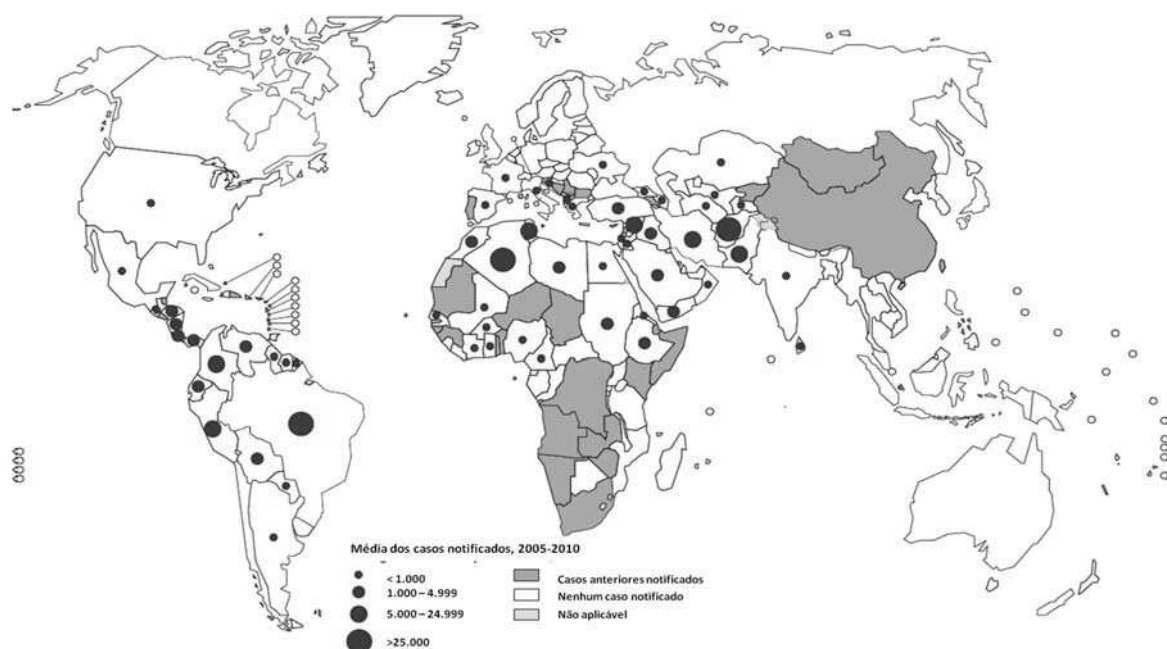 Média dos casos notificados, 2005-2010
< 1.000
1.000 – 4.999
5.000 – 24.999
>25.000
Casos anteriores notificados
Nenhum caso notificado
Não aplicável